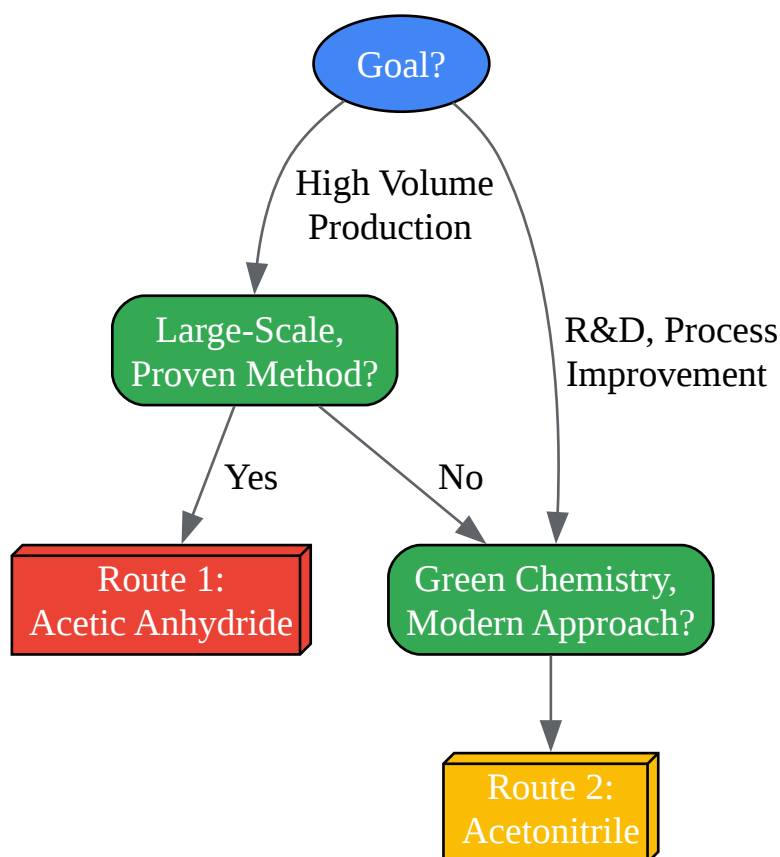 Goal?
High Volume
Production
Large-Scale,
Proven Method?
R&D, Process
Improvement
Yes
No
Route 1:
Acetic Anhydride
Green Chemistry,
Modern Approach?
Route 2:
Acetonitrile